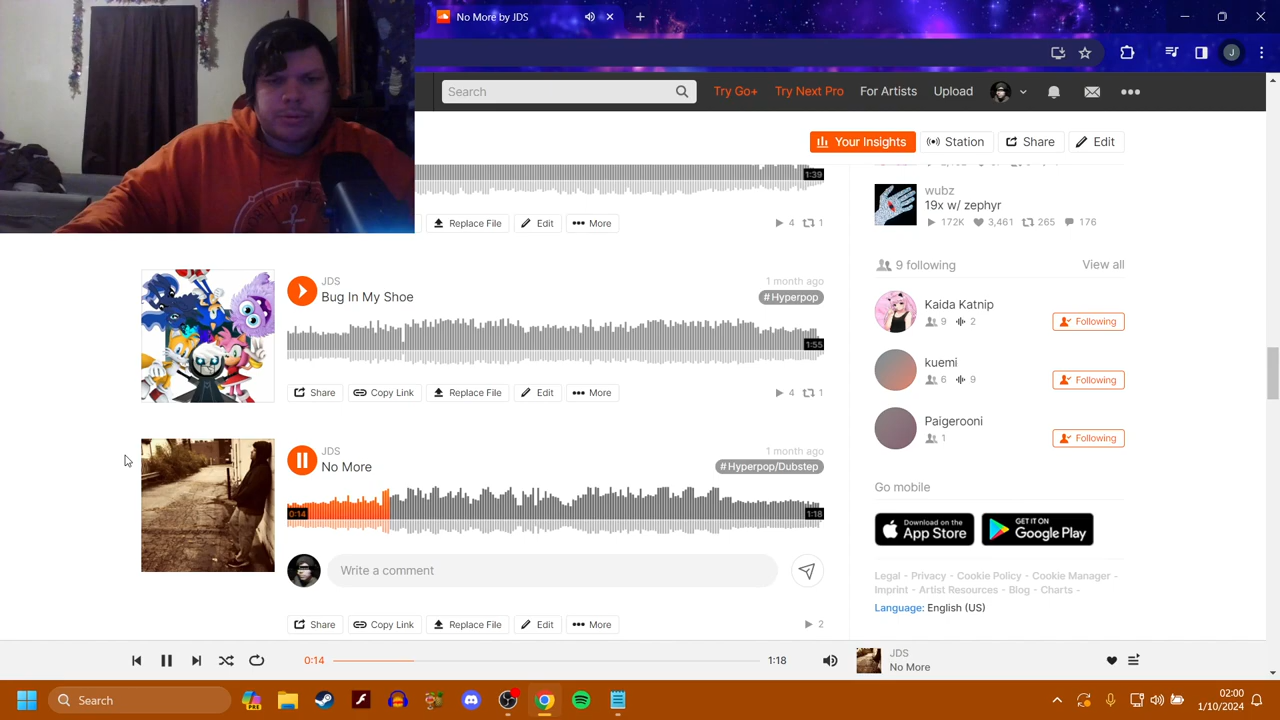 No More by JDS
J
Search
Try Go+
Try Next Pro
For Artists
Upload
Your Insights
Station
Share
Edit
1:39
Replace File
Edit
More
4
1
wubz
19x w/ zephyr
172K
3,461
265
176
9 following
View all
JDS
Bug In My Shoe
1 month ago
# Hyperpop
1:55
Share
Copy Link
Replace File
Edit
More
4
1
Kaida Katnip
9
2
Following
kuemi
6
9
Following
Paigerooni
1
Following
JDS
No More
1 month ago
# Hyperpop/Dubstep
0:14
1:18
Write a comment
Share
Copy Link
Replace File
Edit
More
2
Go mobile
Download on the
App Store
GET IT ON
Google Play
Legal - Privacy - Cookie Policy - Cookie Manager -
Imprint - Artist Resources - Blog - Charts -
Language: English (US)
0:14
1:18
JDS
No More
Search
PRE
02:00
1/10/2024